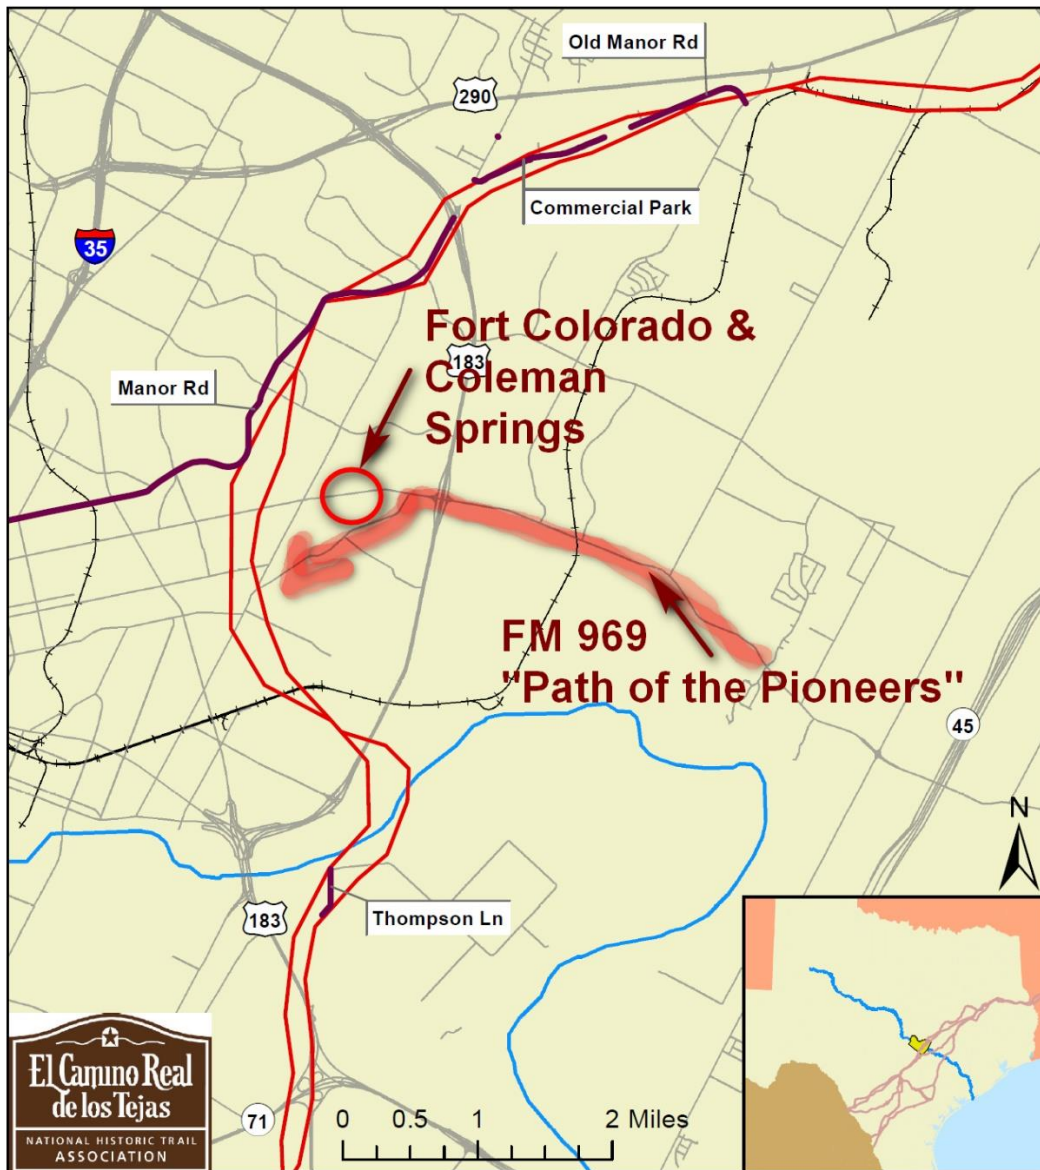 Old Manor Rd
290
Commercial Park
35
Fort Colorado &
183
Coleman
Springs
Manor Rd
FM 969
"Path of the Pioneers"
45
N
183
Thompson Ln
El Camino Real
de los Tejas
NATIONAL HISTORIC TRAIL
ASSOCIATION
71
0 0.5 1 2 Miles